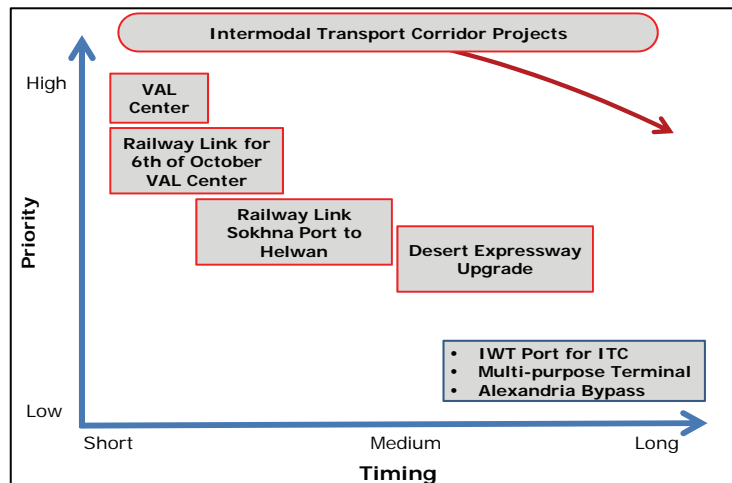 Intermodal Transport Corridor Projects
High
VAL
Center
Railway Link for
6th of October
VAL Center
Railway Link
Sokhna Port to
Helwan
Desert Expressway
Upgrade
Priority
• IWT Port for ITC
• Multi-purpose Terminal
• Alexandria Bypass
Low
Short
Medium
Long
Timing